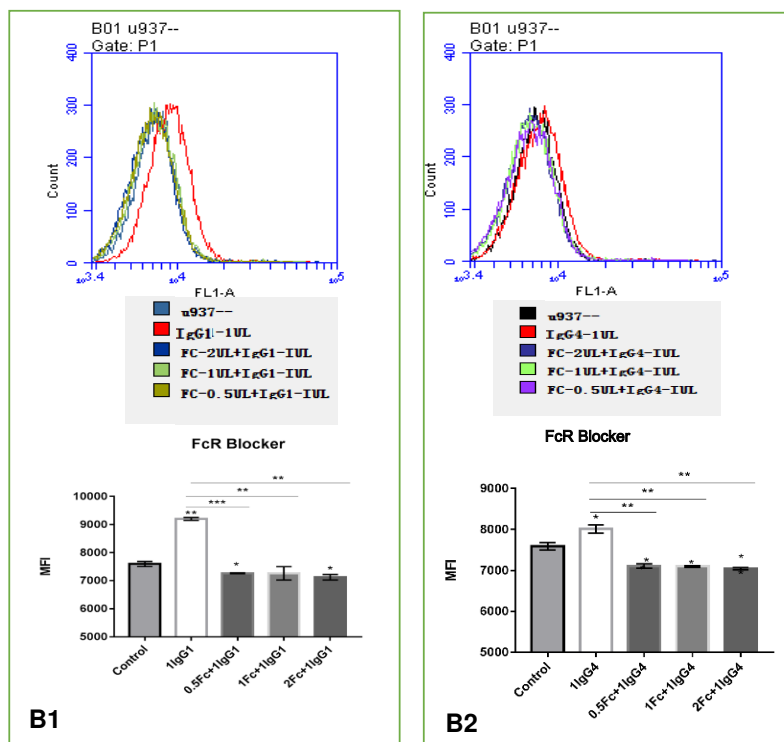 B01 u937--
Gate: P1
Count
400
300
200
100
0
10^3.4
10^4
10^5
FL1-A
u937--
IgG1-1UL
FC-2UL+IgG1-IUL
FC-1UL+IgG1-IUL
FC-0.5UL+IgG1-IUL
FcR Blocker
MFI
10000
9000
8000
7000
6000
5000
**
**
***
**
*
*
Control
1IgG1
0.5Fc+1IgG1
1Fc+1IgG1
2Fc+1IgG1
B1
B01 u937--
Gate: P1
Count
400
300
200
100
0
10^3.4
10^4
10^5
FL1-A
u937--
IgG4-1UL
FC-2UL+IgG4-IUL
FC-1UL+IgG4-IUL
FC-0.5UL+IgG4-IUL
FcR Blocker
MFI
9000
8000
7000
6000
5000
**
**
**
*
*
*
*
*
Control
1IgG4
0.5Fc+1IgG4
1Fc+1IgG4
2Fc+1IgG4
B2